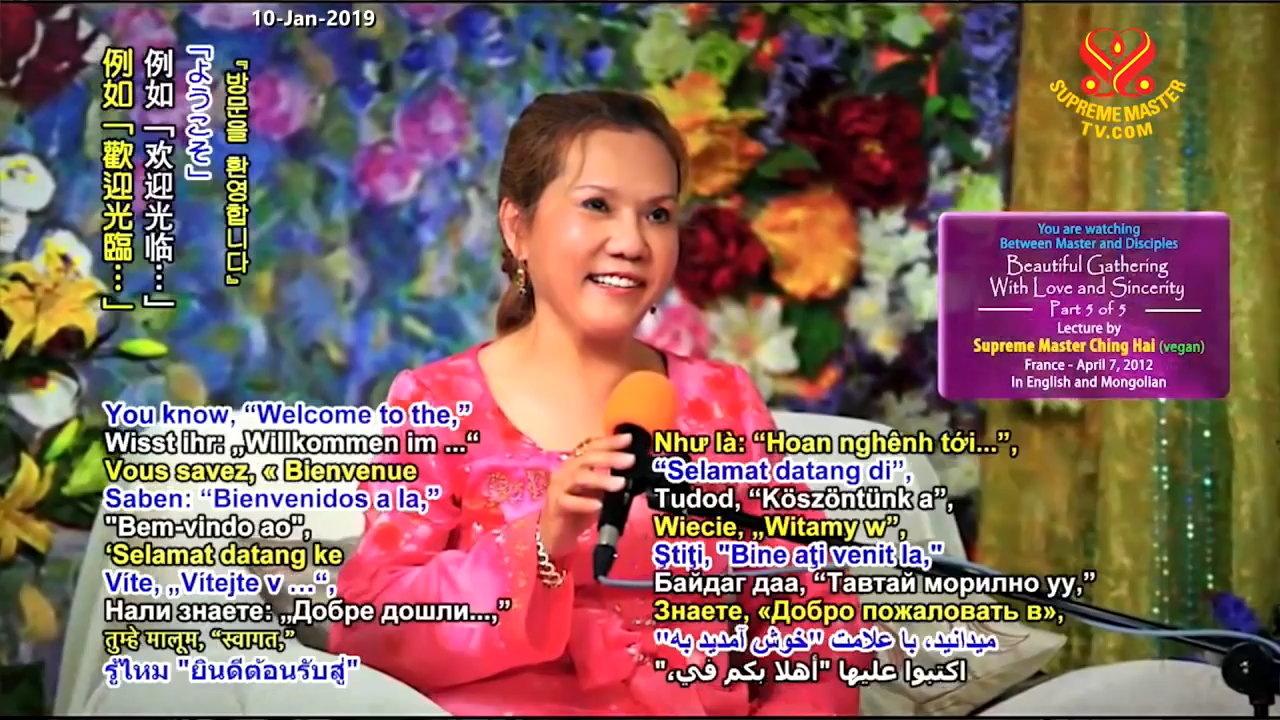 10-Jan-2019
『방문을 환영합니다』
『ようこそ」
例如「欢迎光临…」
例如「歡迎光臨…」
SUPREME MASTER
TV.COM
You are watching
Between Master and Disciples
Beautiful Gathering
With Love and Sincerity
Part 5 of 5
Lecture by
Supreme Master Ching Hai (vegan)
France - April 7, 2012
In English and Mongolian
You know, “Welcome to the,”
Wisst ihr: „Willkommen im ...“
Vous savez, « Bienvenue
Saben: “Bienvenidos a la,”
"Bem-vindo ao",
‘Selamat datang ke
Víte, „Vítejte v …“,
Нали знаете: „Добре дошли...,”
तुम्हे मालूम, “स्वागत,”
รู้ไหม "ยินดีต้อนรับสู่"
Như là: “Hoan nghênh tới...”,
“Selamat datang di”,
Tudod, “Köszöntünk a”,
Wiecie, „Witamy w”,
Ştiţi, "Bine aţi venit la,"
Байдаг даа, “Тавтай морилно уу,”
Знаете, «Добро пожаловать в»,
میدانید، با علامت "خوش آمدید به"
اكتبوا عليها "أهلا بكم في،"